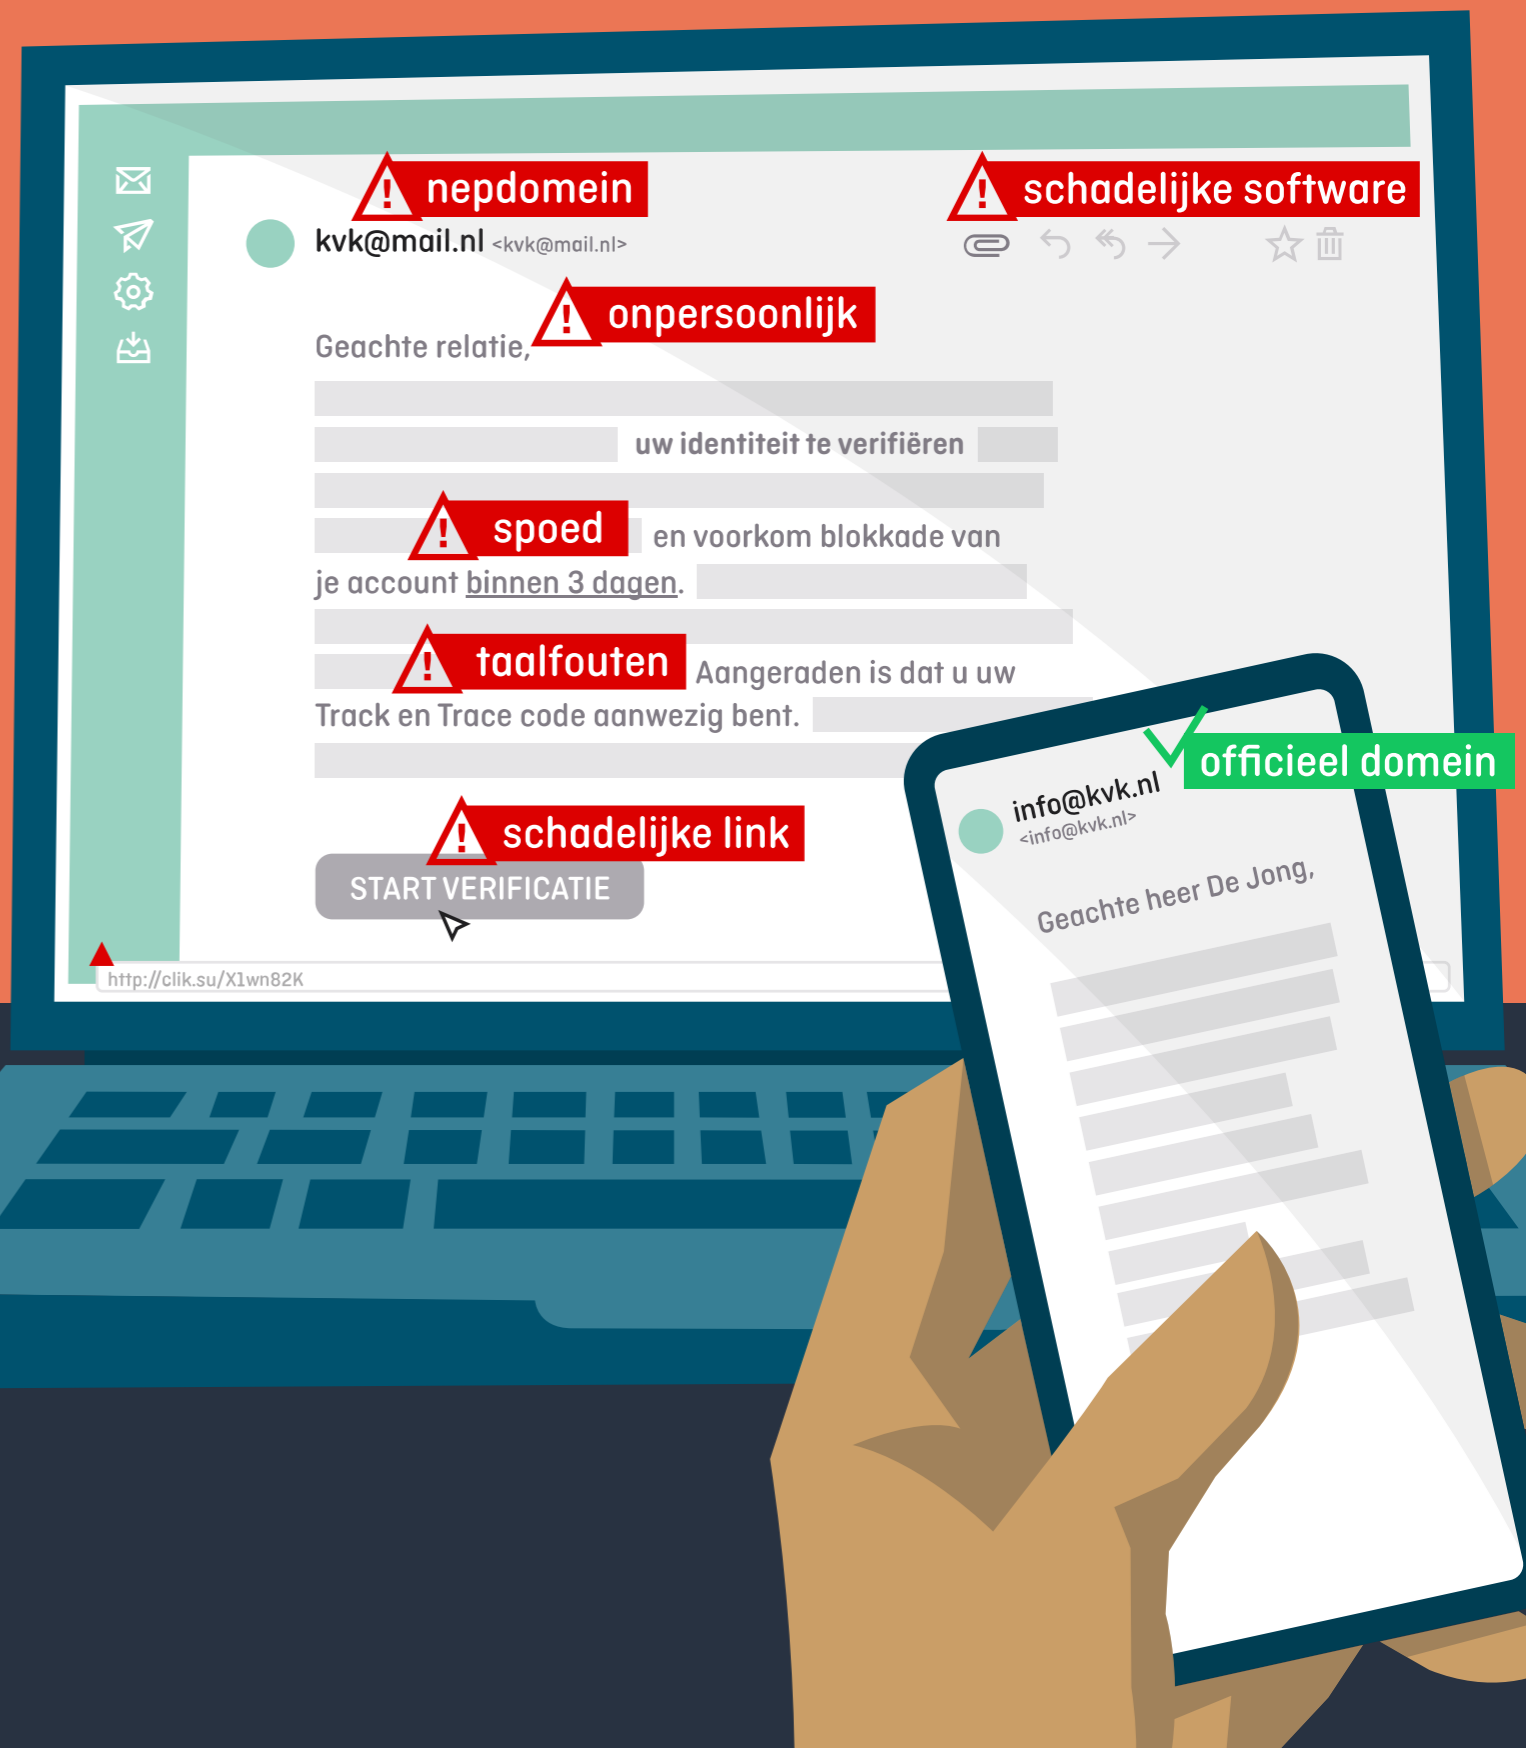 nepdomein
schadelijke software
kvk@mail.nl <kvk@mail.nl>
onpersoonlijk
Geachte relatie,
uw identiteit te verifiëren
spoed
en voorkom blokkade van
je account binnen 3 dagen.
taalfouten
Aangeraden is dat u uw
Track en Trace code aanwezig bent.
schadelijke link
START VERIFICATIE
http://clik.su/X1wn82K
officieel domein
info@kvk.nl
<info@kvk.nl>
Geachte heer De Jong,